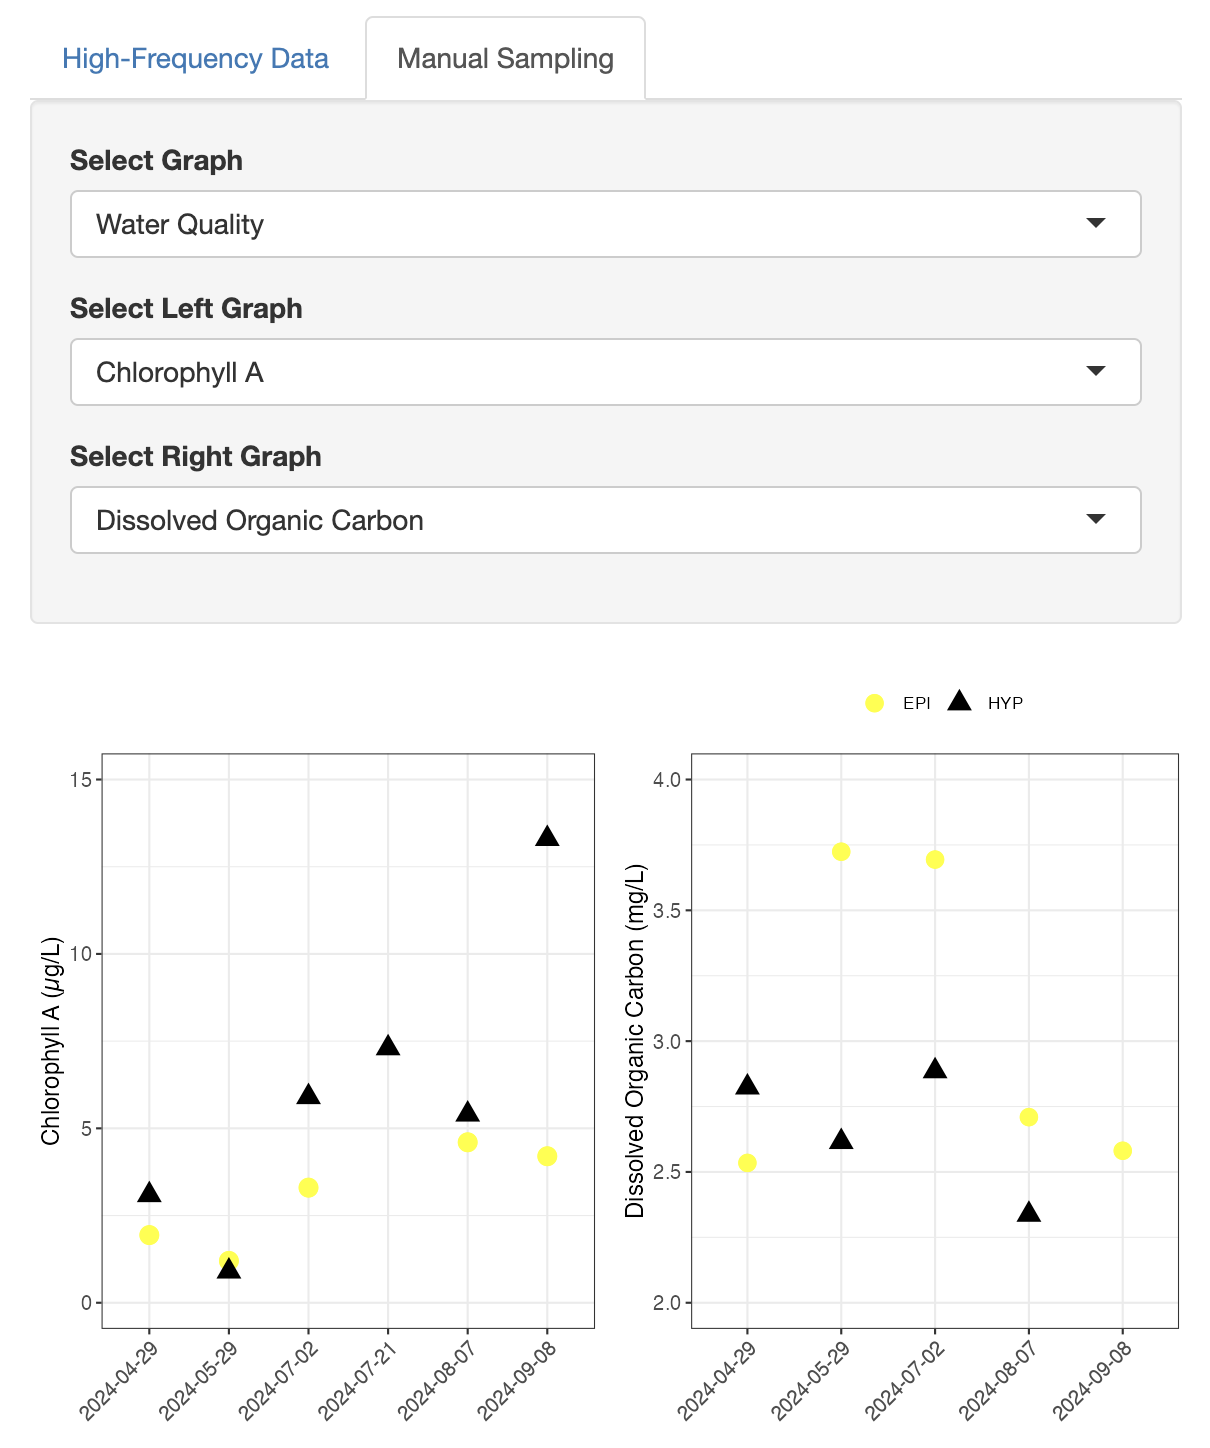 High-Frequency Data
Manual Sampling
Select Graph
Water Quality
Select Left Graph
Chlorophyll A
Select Right Graph
Dissolved Organic Carbon
EPI
HYP
Chlorophyll A (µg/L)
15
10
5
0
2024-04-29
2024-05-29
2024-07-02
2024-07-21
2024-08-07
2024-09-08
Dissolved Organic Carbon (mg/L)
4.0
3.5
3.0
2.5
2.0
2024-04-29
2024-05-29
2024-07-02
2024-08-07
2024-09-08